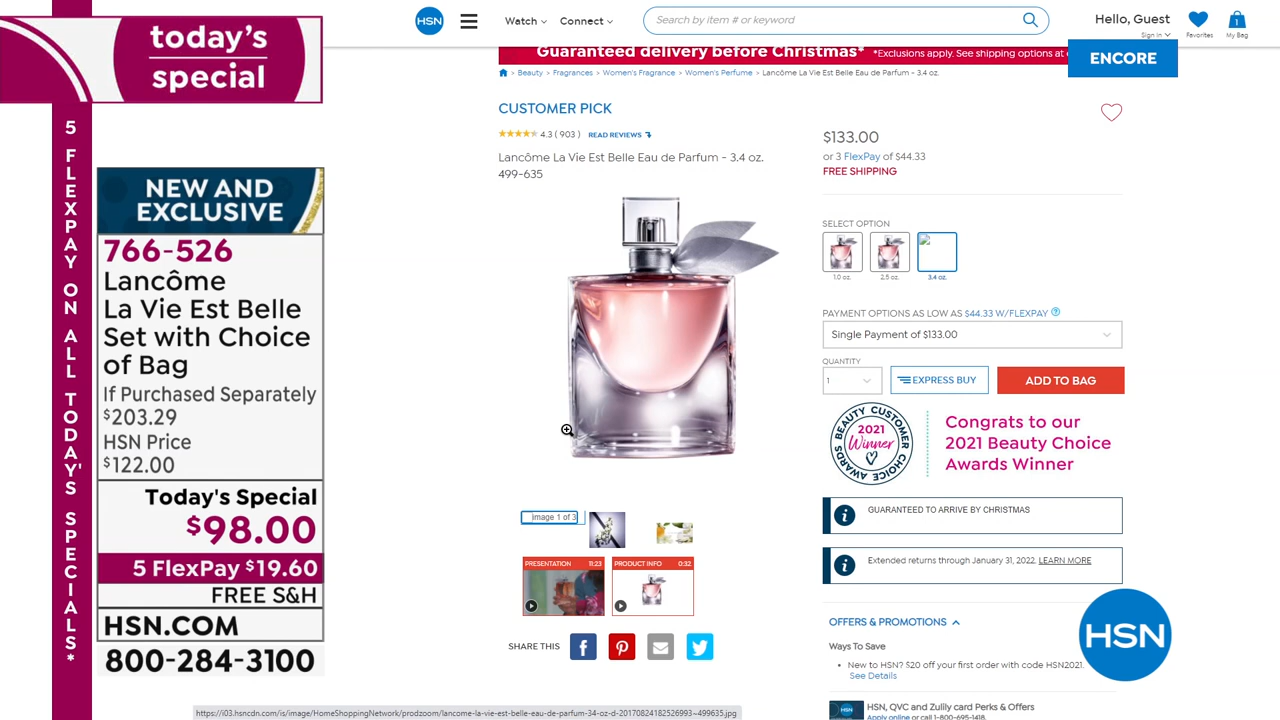 today's
special
5 FLEXPAY ON ALL TODAY'S SPECIALS*
NEW AND
EXCLUSIVE
766-526
Lancôme
La Vie Est Belle
Set with Choice
of Bag
If Purchased Separately
$203.29
HSN Price
$122.00
Today's Special
$98.00
5 FlexPay $19.60
FREE S&H
HSN.COM
800-284-3100
HSN
Watch
Connect
Search by item # or keyword
Hello, Guest
Sign in
Favorites
1
My Bag
Guaranteed delivery before Christmas* *Exclusions apply. See shipping options at
ENCORE
> Beauty > Fragrances > Women's Fragrance > Women's Perfume > Lancôme La Vie Est Belle Eau de Parfum - 3.4 oz.
CUSTOMER PICK
4.3 ( 903 ) READ REVIEWS
Lancôme La Vie Est Belle Eau de Parfum - 3.4 oz.
499-635
$133.00
or 3 FlexPay of $44.33
FREE SHIPPING
SELECT OPTION
1.0 oz. 2.5 oz. 3.4 oz.
PAYMENT OPTIONS AS LOW AS $44.33 W/FLEXPAY
Single Payment of $133.00
QUANTITY
1
EXPRESS BUY
ADD TO BAG
BEAUTY CUSTOMER CHOICE AWARDS
2021
Winner
Congrats to our
2021 Beauty Choice
Awards Winner
Image 1 of 3
PRESENTATION 11:23
PRODUCT INFO 0:32
SHARE THIS
GUARANTEED TO ARRIVE BY CHRISTMAS
Extended returns through January 31, 2022. LEARN MORE
OFFERS & PROMOTIONS
Ways To Save
• New to HSN? $20 off your first order with code HSN2021.
See Details
HSN, QVC and Zulily card Perks & Offers
Apply online or call 1-800-695-1418.
HSN
https://i03.hsncdn.com/is/image/HomeShoppingNetwork/prodzoom/lancome-la-vie-est-belle-eau-de-parfum-34-oz-d-20170824182526993~499635.jpg